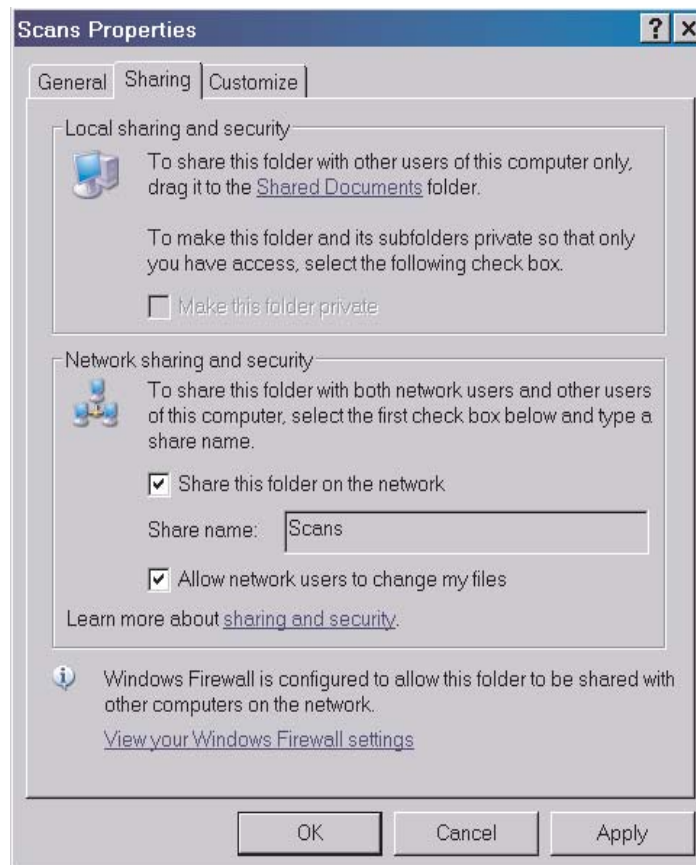 Scans Properties
General Sharing Customize
Local sharing and security
To share this folder with other users of this computer only,
drag it to the Shared Documents folder.
To make this folder and its subfolders private so that only
you have access, select the following check box.
Make this folder private
Network sharing and security
To share this folder with both network users and other users
of this computer, select the first check box below and type a
share name.
Share this folder on the network
Share name: Scans
Allow network users to change my files
Learn more about sharing and security.
Windows Firewall is configured to allow this folder to be shared with
other computers on the network.
View your Windows Firewall settings
OK Cancel Apply